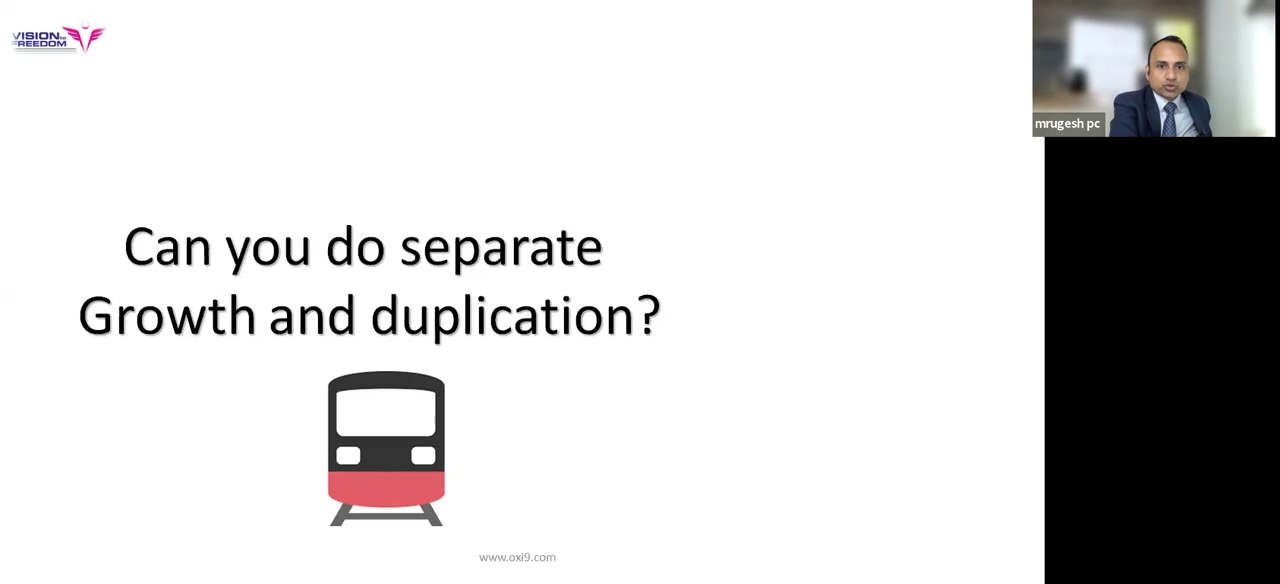 VISION to
FREEDOM
mrugesh pc
Can you do separate
Growth and duplication?
www.oxi9.com